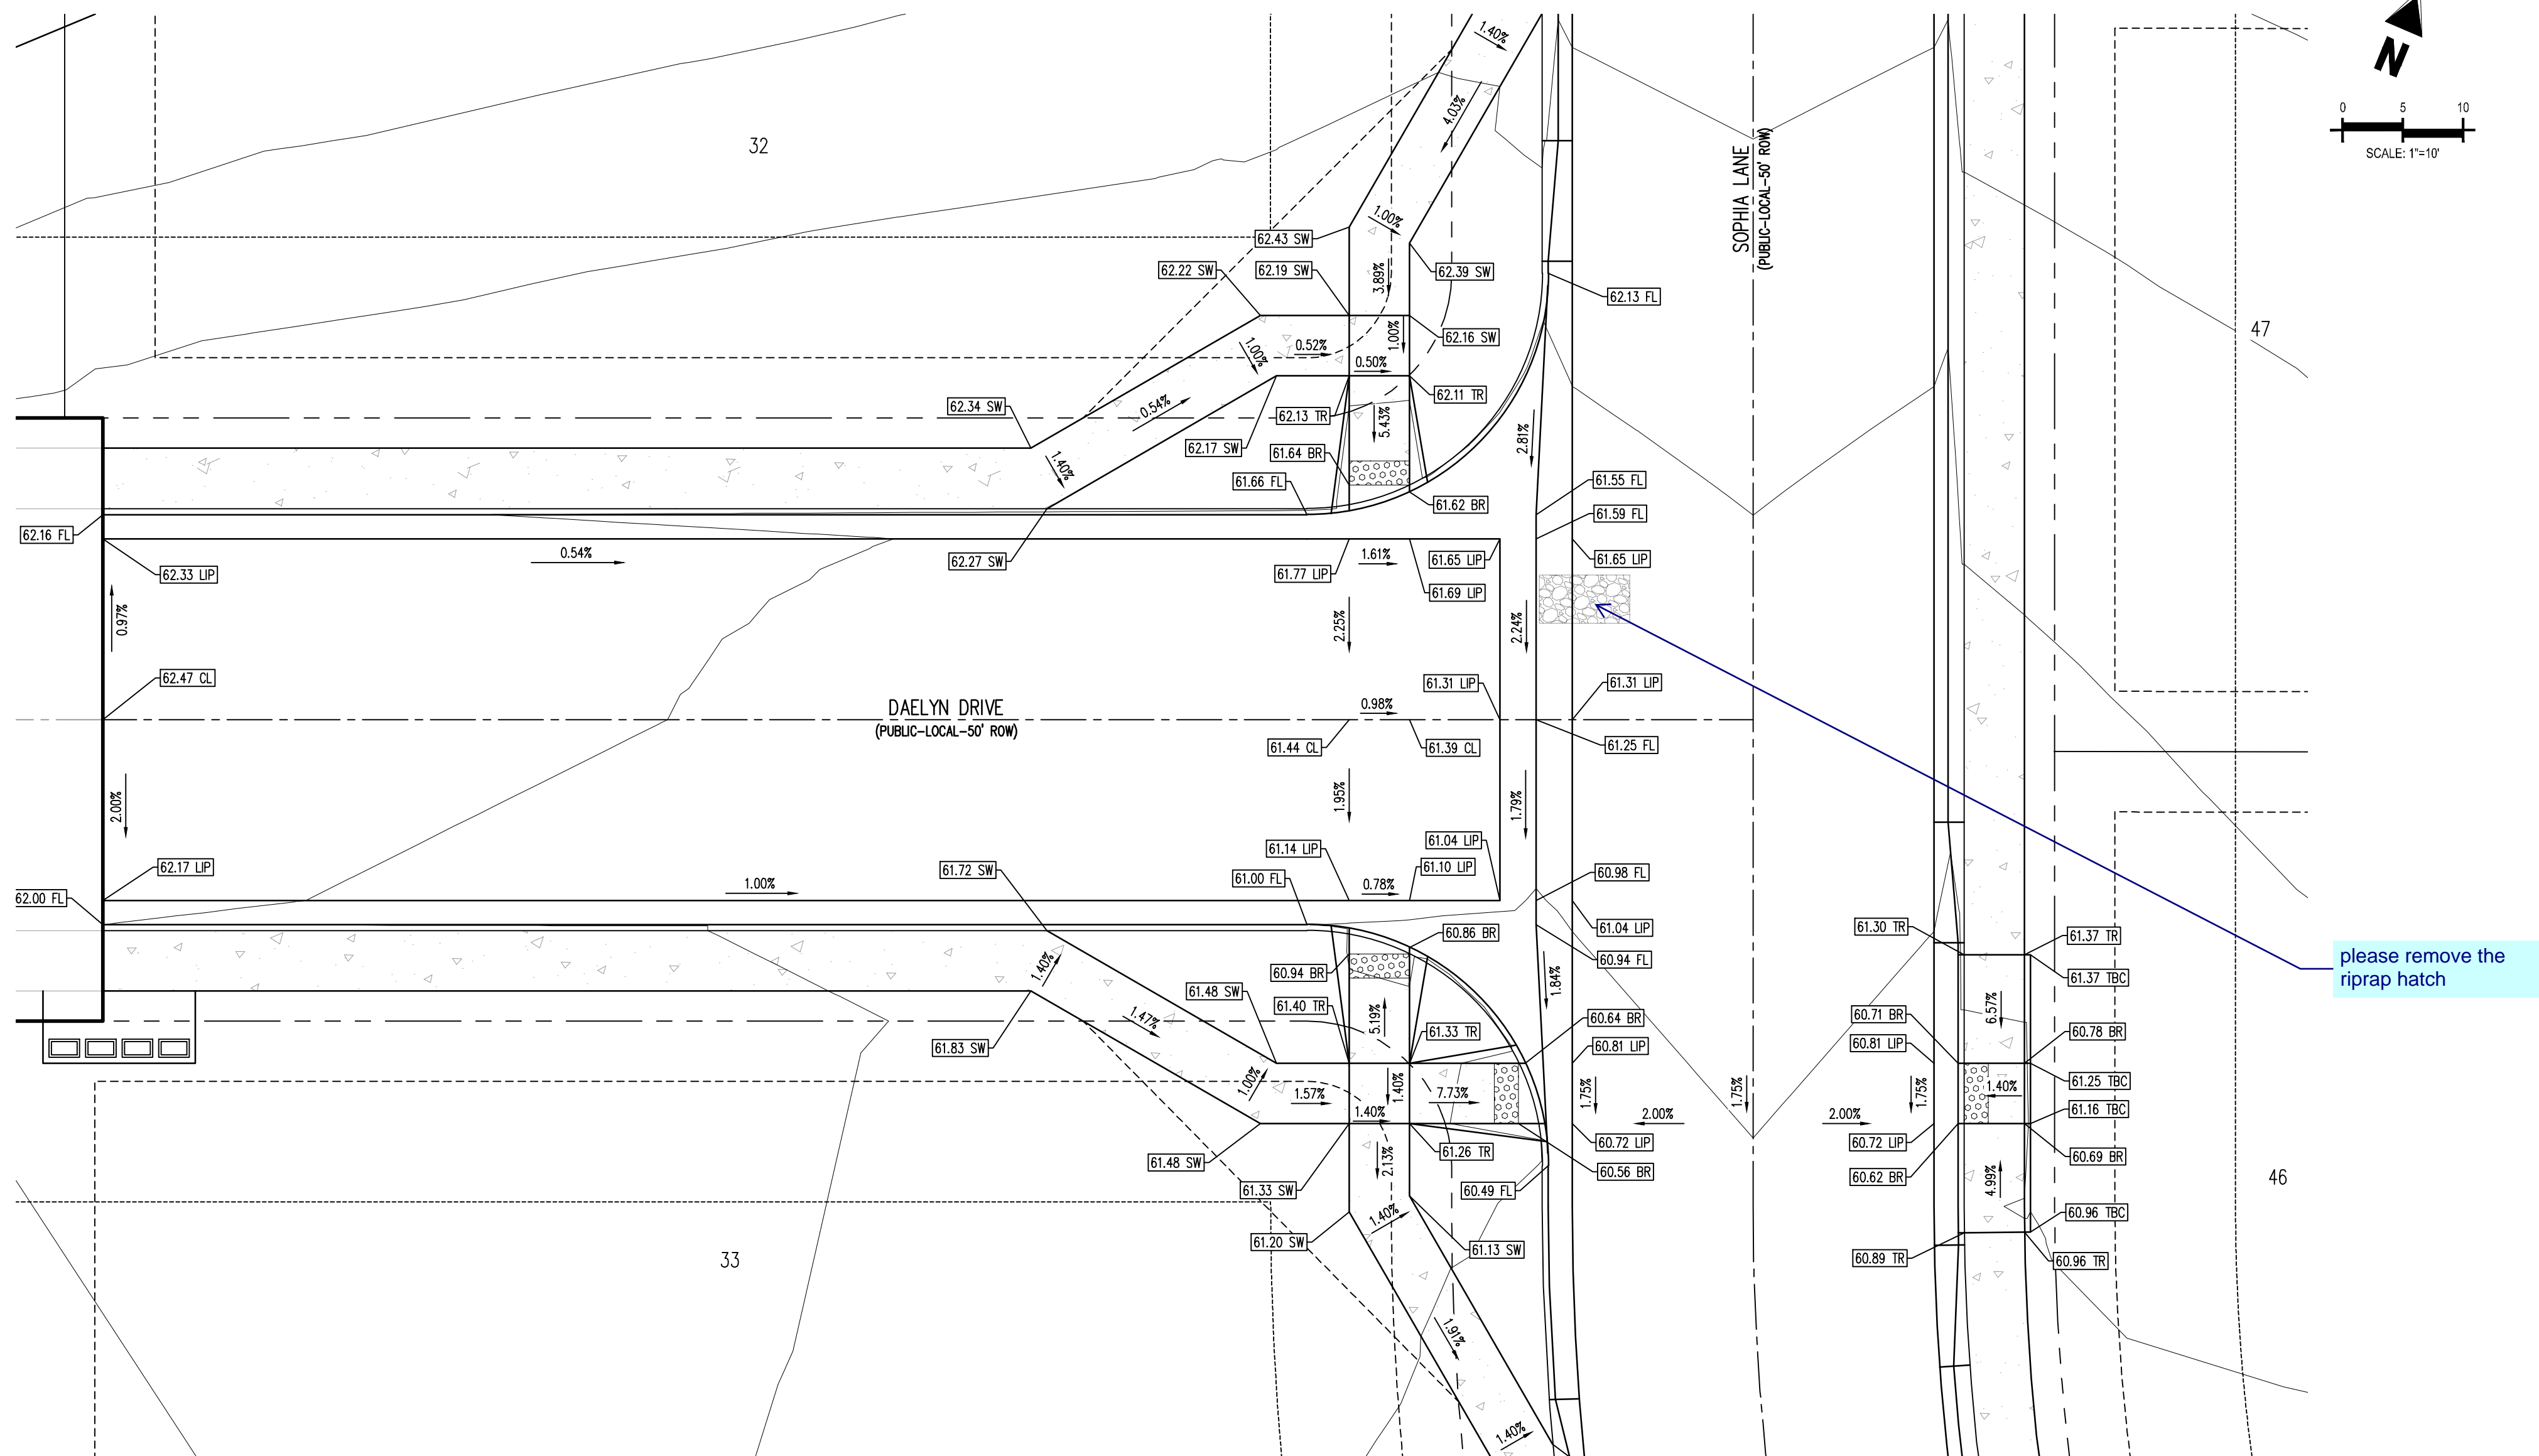 1.40%
N
0 5 10
SCALE: 1"=10'
4.03%
32
SOPHIA LANE
(PUBLIC-LOCAL-50' ROW)
1.00%
62.43 SW
62.22 SW
62.19 SW
3.89%
62.39 SW
62.13 FL
47
1.00%
62.16 SW
1.00%
0.52%
0.50%
62.11 TR
62.34 SW
0.54%
62.13 TR
5.43%
2.81%
62.17 SW
61.64 BR
1.40%
61.66 FL
61.55 FL
61.62 BR
61.59 FL
62.16 FL
0.54%
62.27 SW
1.61%
61.65 LIP
61.65 LIP
62.33 LIP
61.77 LIP
61.69 LIP
0.97%
2.25%
2.24%
62.47 CL
61.31 LIP
61.31 LIP
DAELYN DRIVE
(PUBLIC-LOCAL-50' ROW)
0.98%
61.44 CL
61.39 CL
61.25 FL
2.00%
1.95%
1.79%
62.17 LIP
61.72 SW
61.14 LIP
61.04 LIP
61.10 LIP
62.00 FL
1.00%
61.00 FL
0.78%
60.98 FL
61.30 TR
61.04 LIP
61.37 TR
60.86 BR
please remove the
riprap hatch
60.94 FL
60.94 BR
61.37 TBC
1.40%
1.84%
61.48 SW
61.40 TR
5.19%
6.57%
1.47%
61.33 TR
60.64 BR
60.71 BR
60.78 BR
61.83 SW
60.81 LIP
60.81 LIP
1.00%
1.57%
1.40%
7.73%
1.75%
1.75%
1.75%
1.40%
61.25 TBC
1.40%
2.00%
2.00%
61.16 TBC
61.48 SW
2.13%
61.26 TR
60.72 LIP
60.72 LIP
60.69 BR
60.56 BR
60.62 BR
46
61.33 SW
60.49 FL
4.99%
1.40%
60.96 TBC
61.20 SW
61.13 SW
33
60.89 TR
60.96 TR
1.91%
1.40%